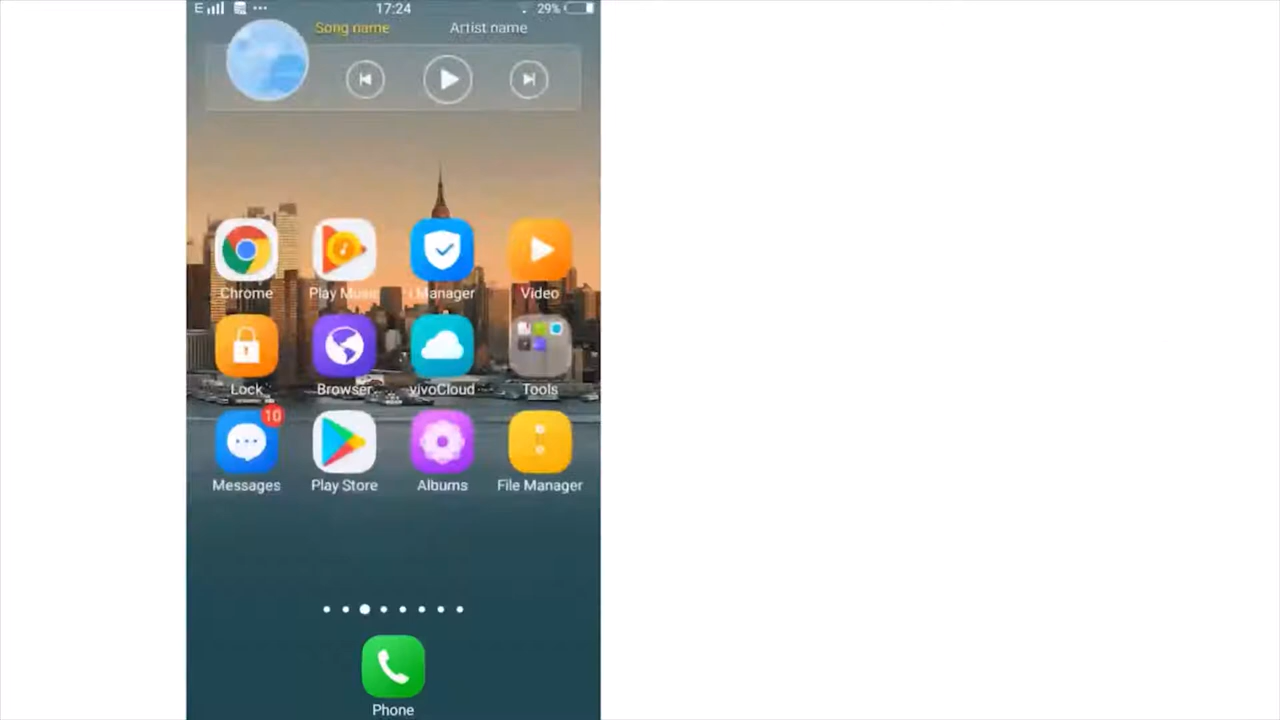 E 17:24 29%
Song name Artist name
Chrome Play Music i Manager Video
Lock Browser vivoCloud Tools
10
Messages Play Store Albums File Manager
Phone